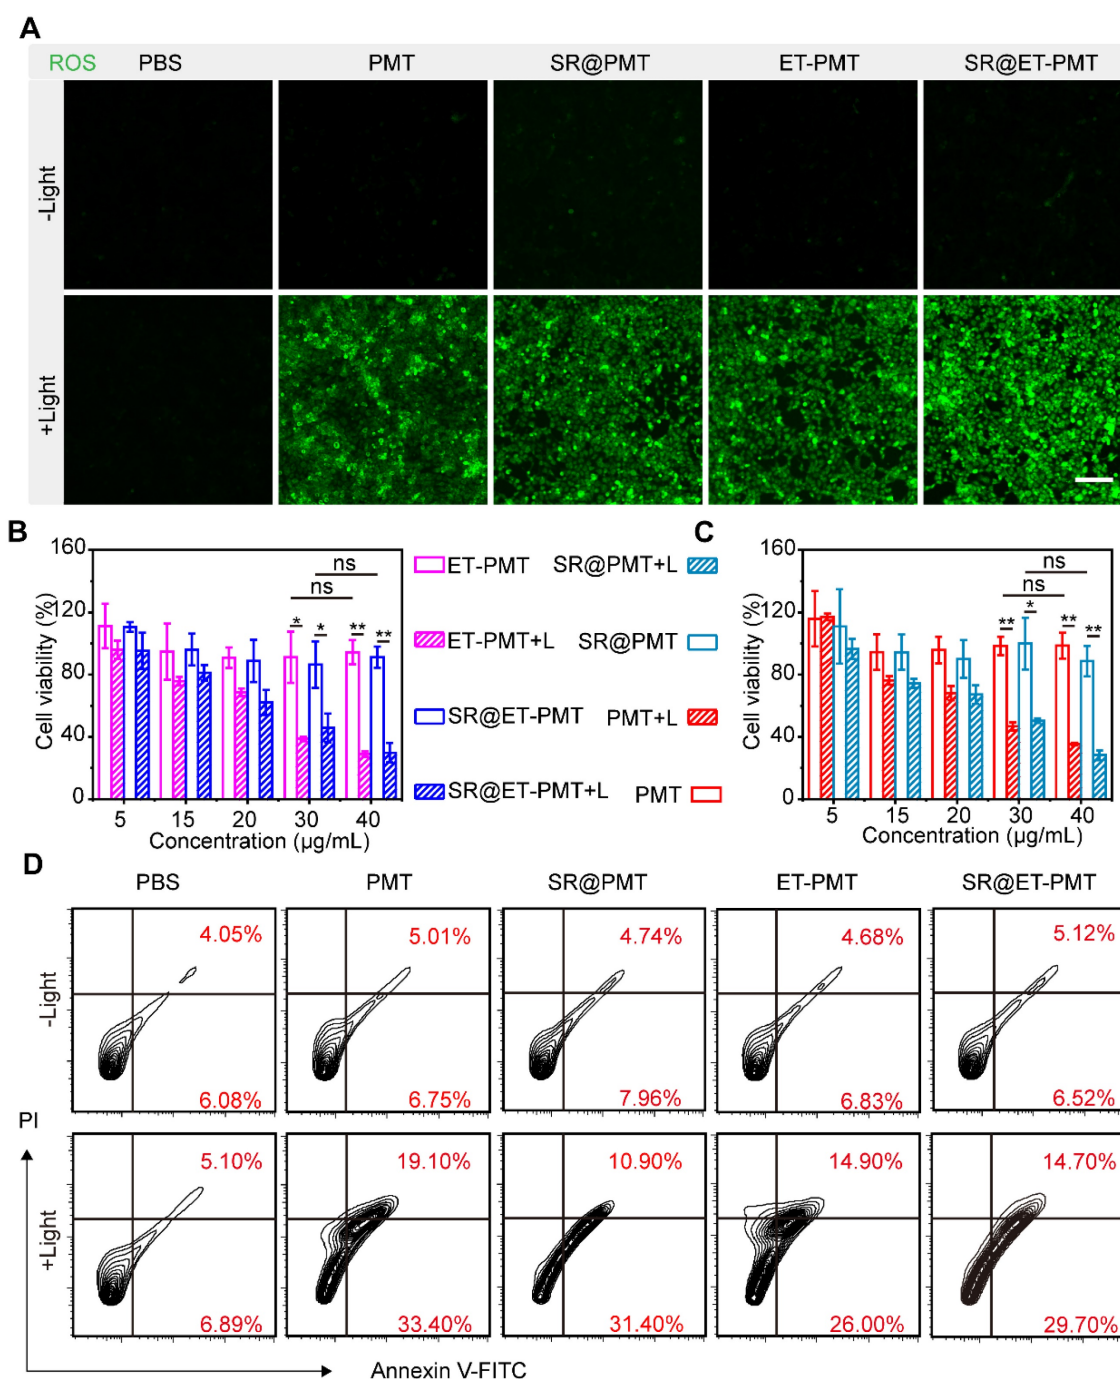 A
ROS PBS PMT SR@PMT ET-PMT SR@ET-PMT
-Light
+Light
B
Cell viability (%)
160
120
80
40
0
ns
ns
* * ** **
5 15 20 30 40
Concentration (μg/mL)
ET-PMT
ET-PMT+L
SR@ET-PMT
SR@ET-PMT+L
SR@PMT+L
SR@PMT
PMT+L
PMT
C
Cell viability (%)
160
120
80
40
0
ns
ns
** * ** **
5 15 20 30 40
Concentration (μg/mL)
D
PBS PMT SR@PMT ET-PMT SR@ET-PMT
-Light
4.05% 5.01% 4.74% 4.68% 5.12%
6.08% 6.75% 7.96% 6.83% 6.52%
PI
+Light
5.10% 19.10% 10.90% 14.90% 14.70%
6.89% 33.40% 31.40% 26.00% 29.70%
Annexin V-FITC